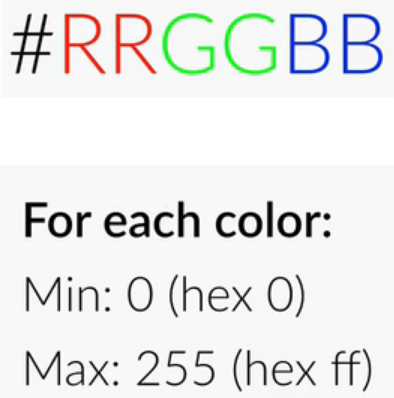 #RRGGBB
For each color:
Min: 0 (hex 0)
Max: 255 (hex ff)